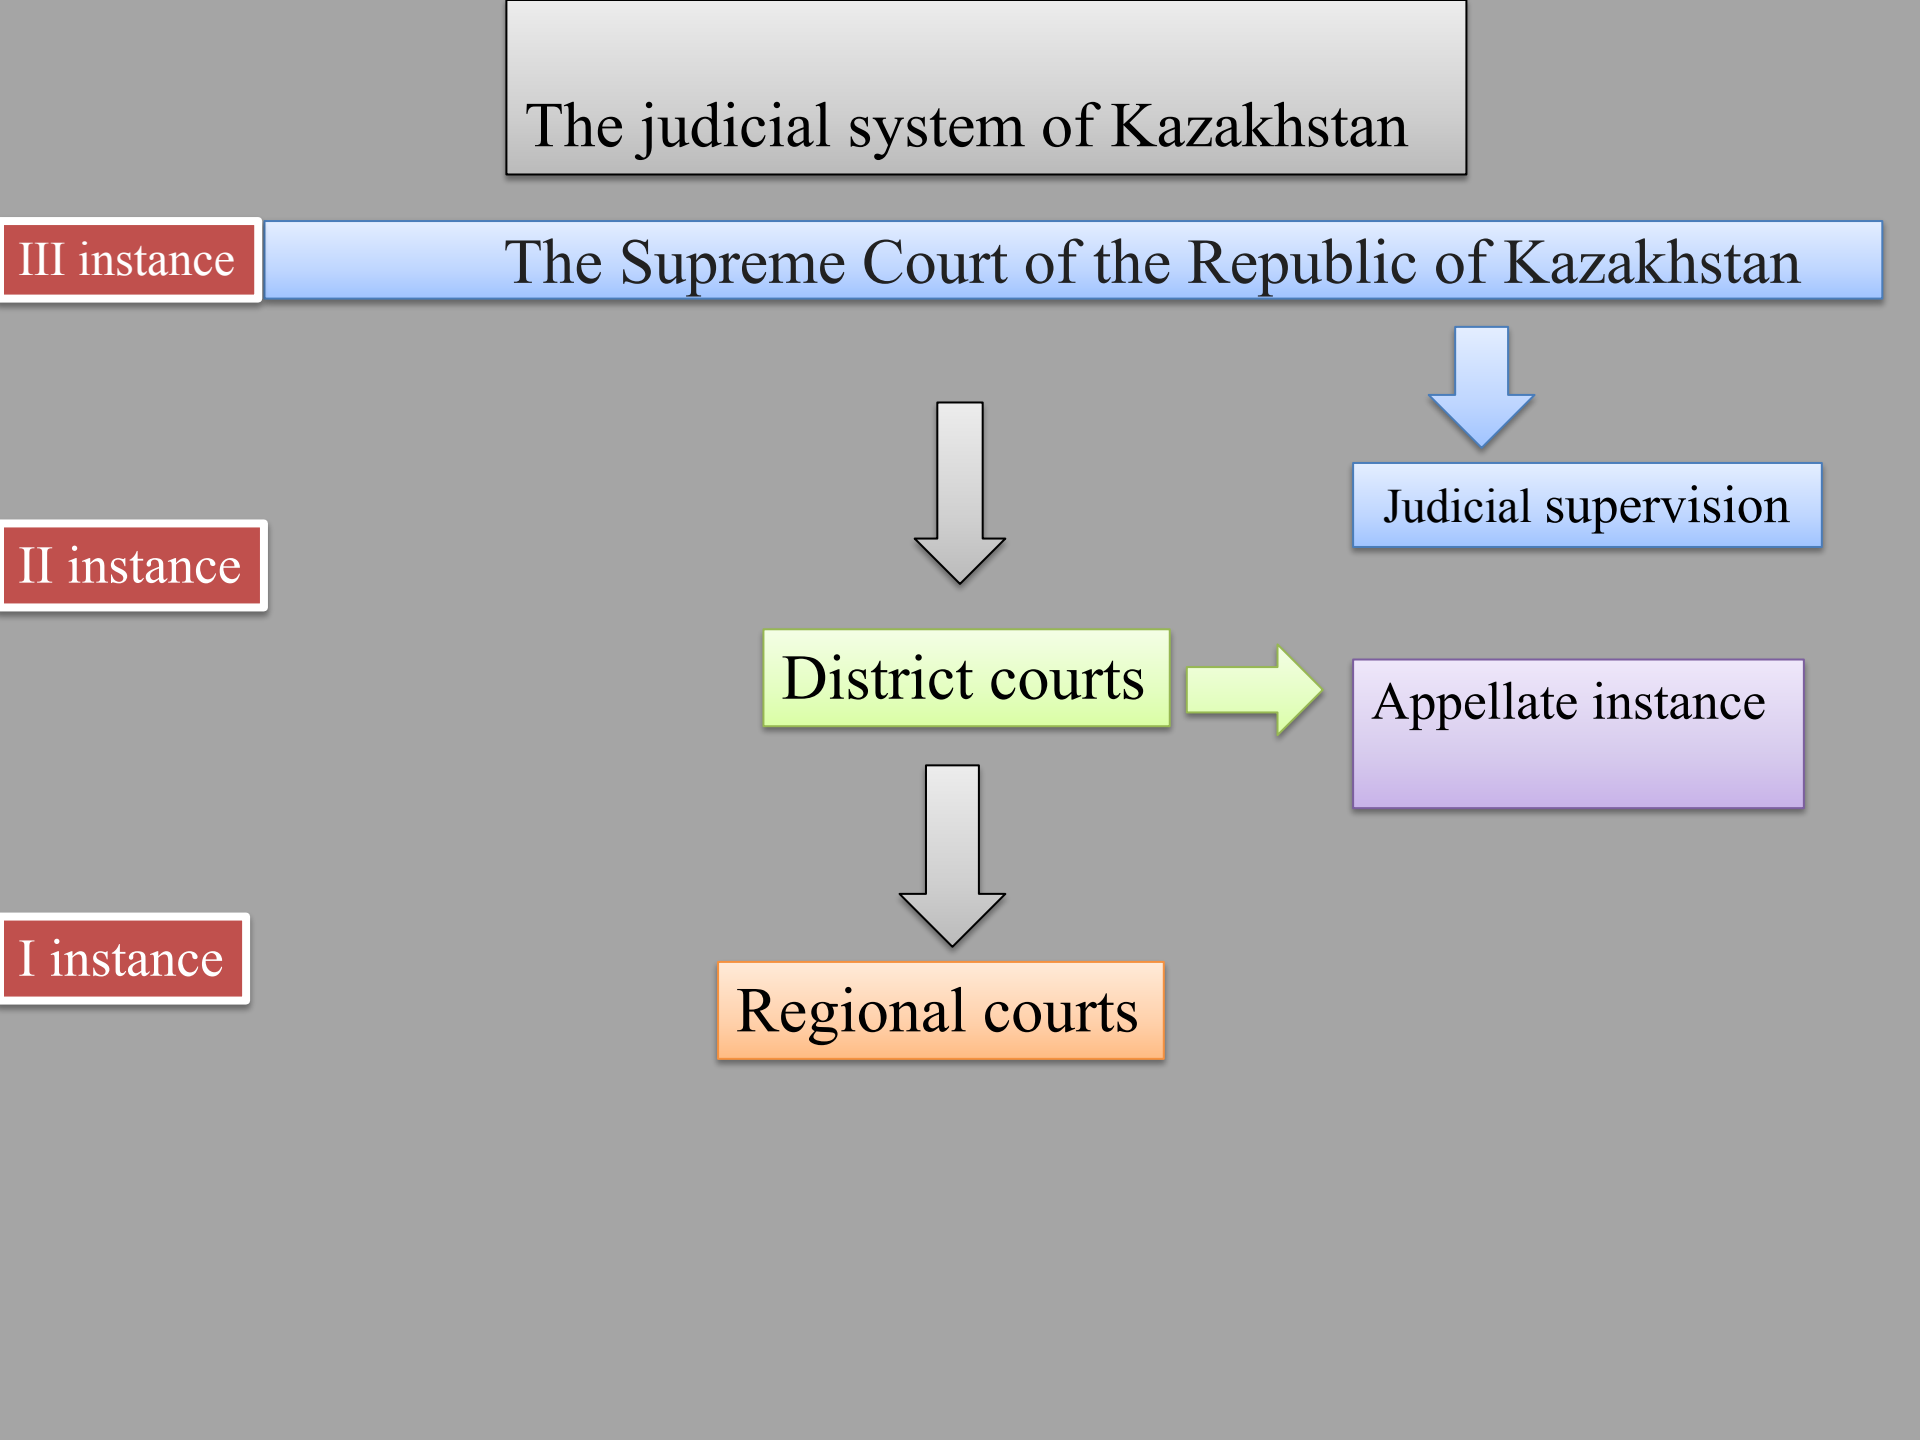 The judicial system of Kazakhstan
III instance
The Supreme Court of the Republic of Kazakhstan
Judicial supervision
II instance
District courts
Appellate instance
I instance
Regional courts